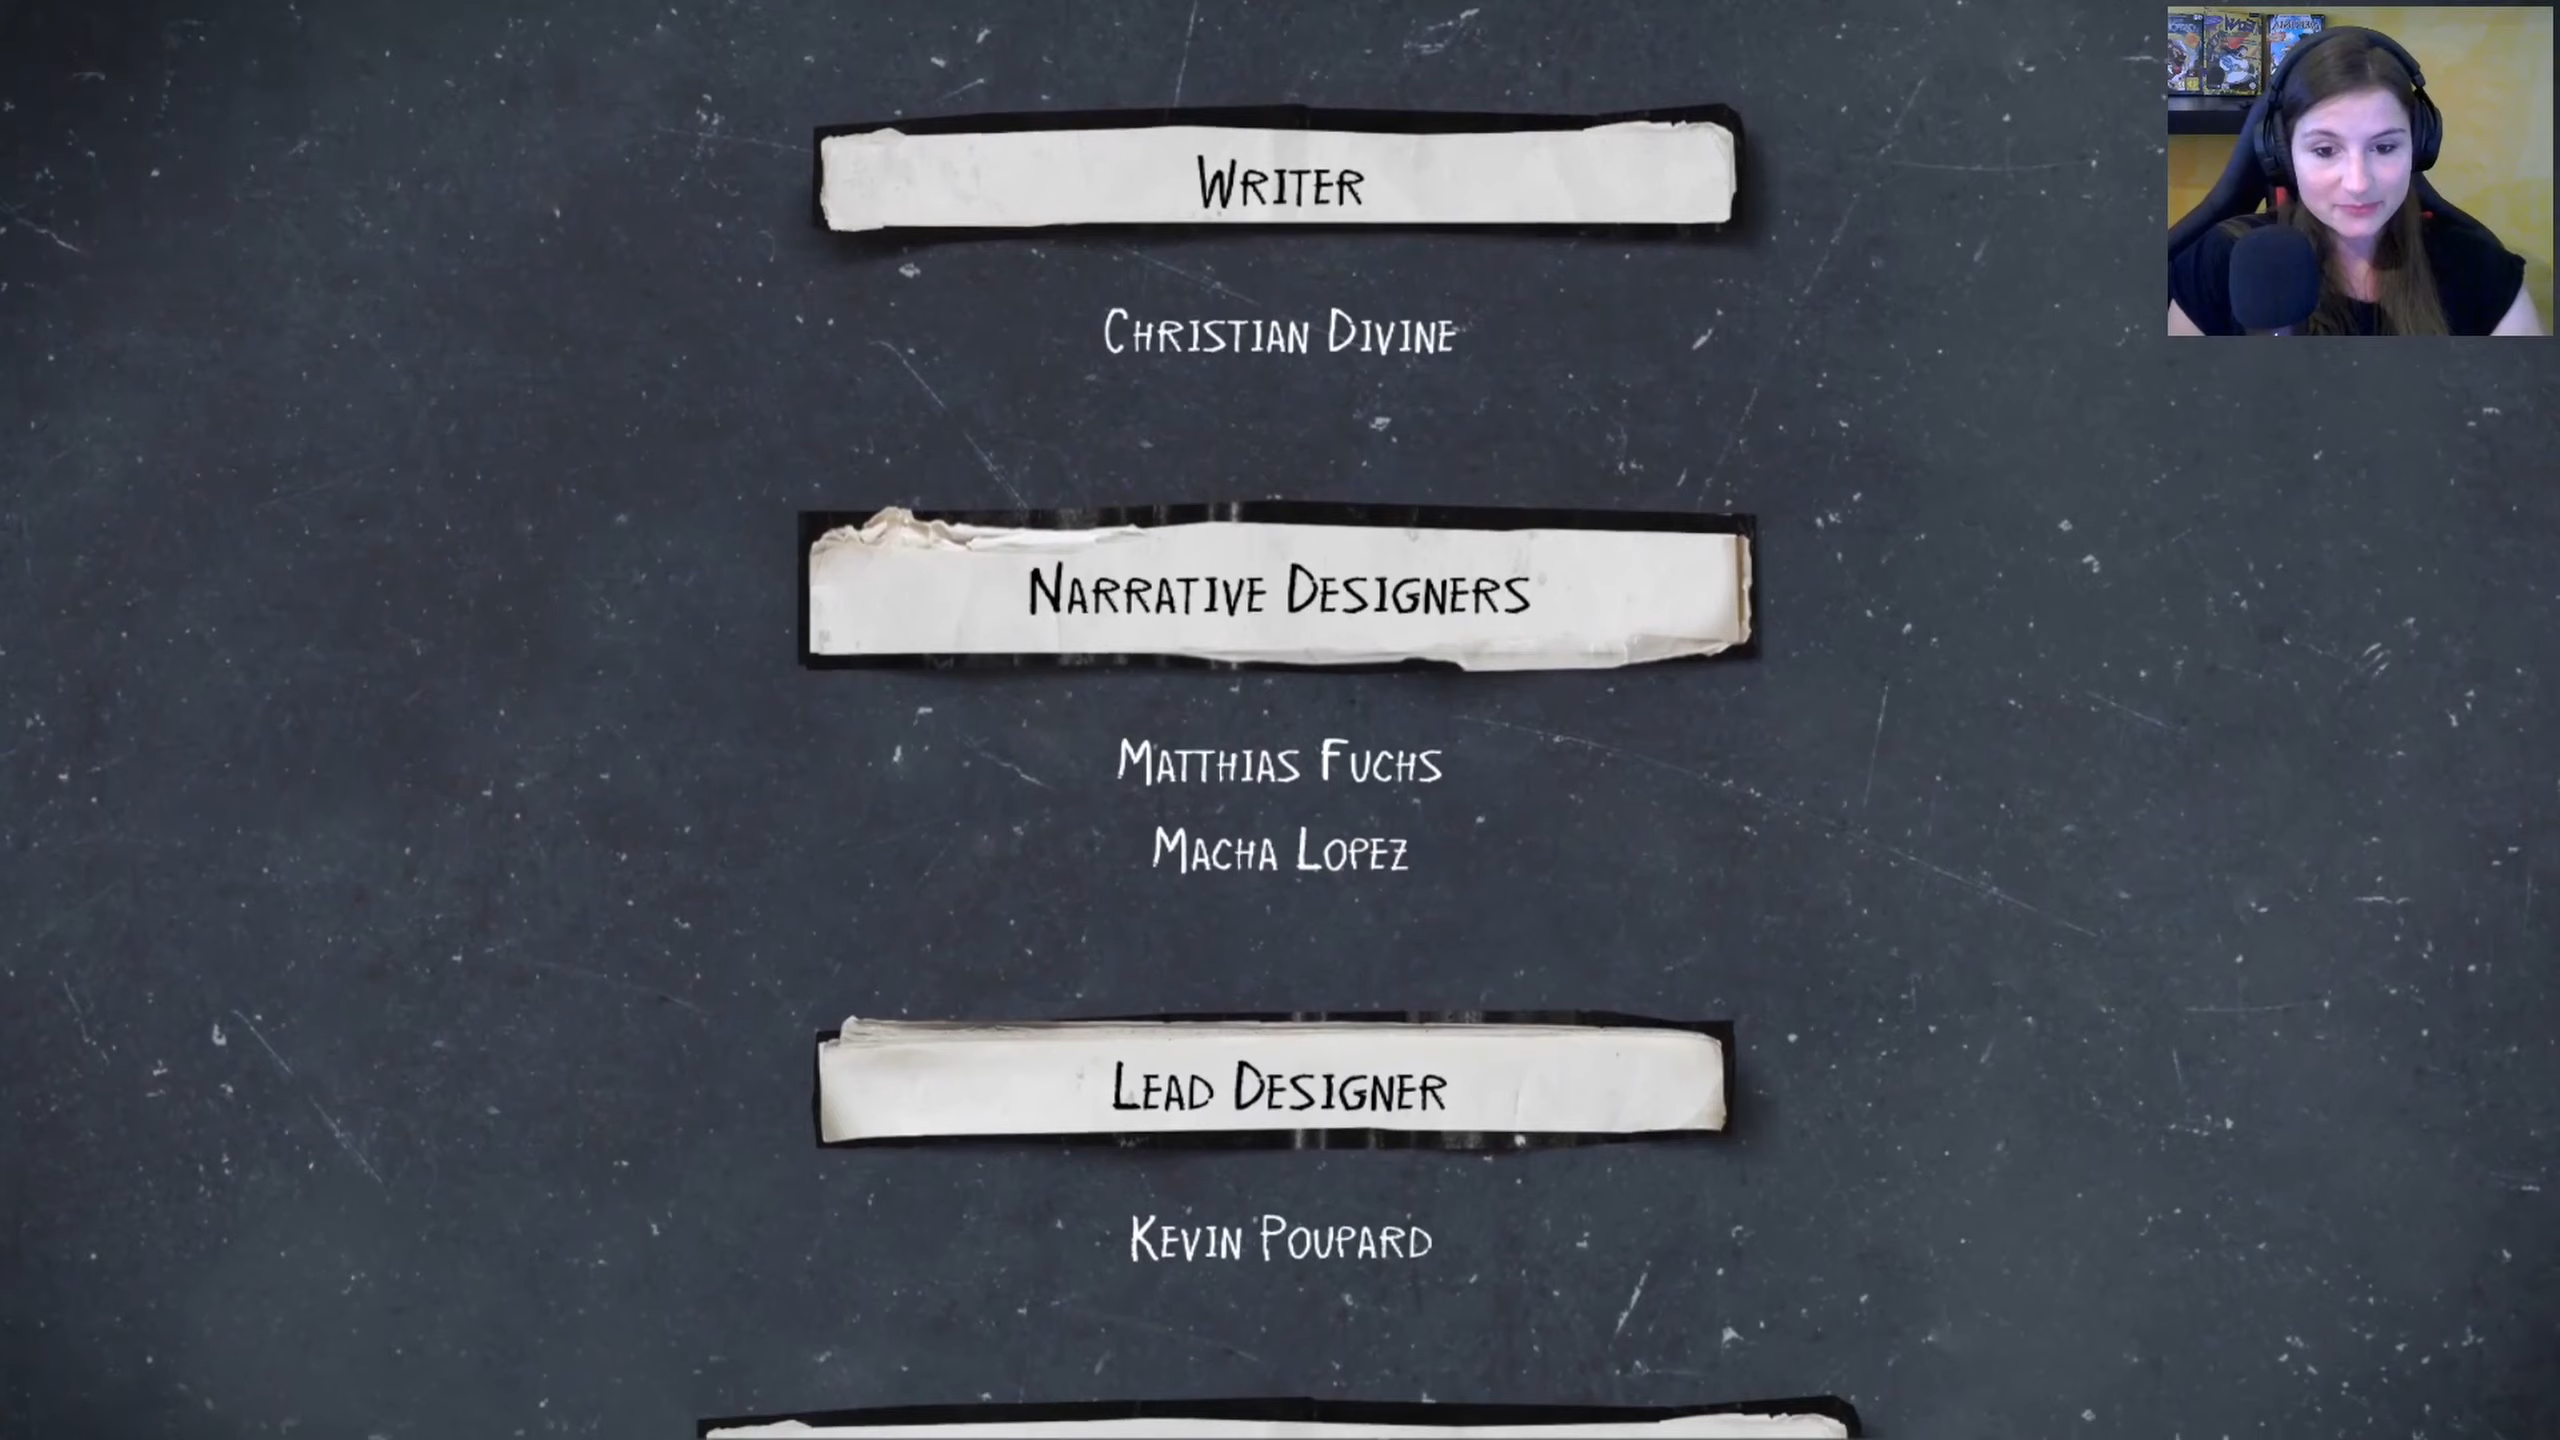 Writer
Christian Divine
Narrative Designers
Matthias Fuchs
Macha Lopez
Lead Designer
Kevin Poupard